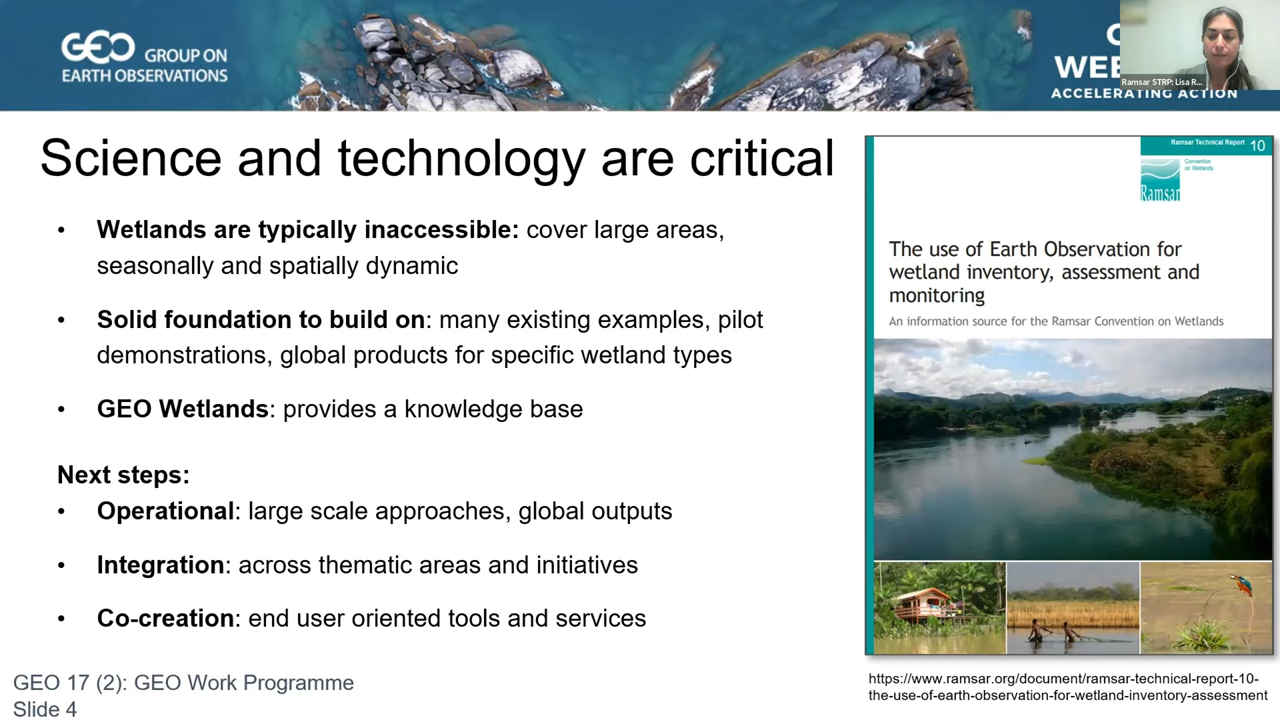 GEO GROUP ON
EARTH OBSERVATIONS
ACCELERATING ACTION
Ramsar STRP: Lisa R...
Science and technology are critical
• Wetlands are typically inaccessible: cover large areas,
seasonally and spatially dynamic
• Solid foundation to build on: many existing examples, pilot
demonstrations, global products for specific wetland types
• GEO Wetlands: provides a knowledge base
Next steps:
• Operational: large scale approaches, global outputs
• Integration: across thematic areas and initiatives
• Co-creation: end user oriented tools and services
GEO 17 (2): GEO Work Programme
Slide 4
Ramsar Technical Report 10
Convention
on Wetlands
Ramsar
The use of Earth Observation for
wetland inventory, assessment and
monitoring
An information source for the Ramsar Convention on Wetlands
https://www.ramsar.org/document/ramsar-technical-report-10-
the-use-of-earth-observation-for-wetland-inventory-assessment